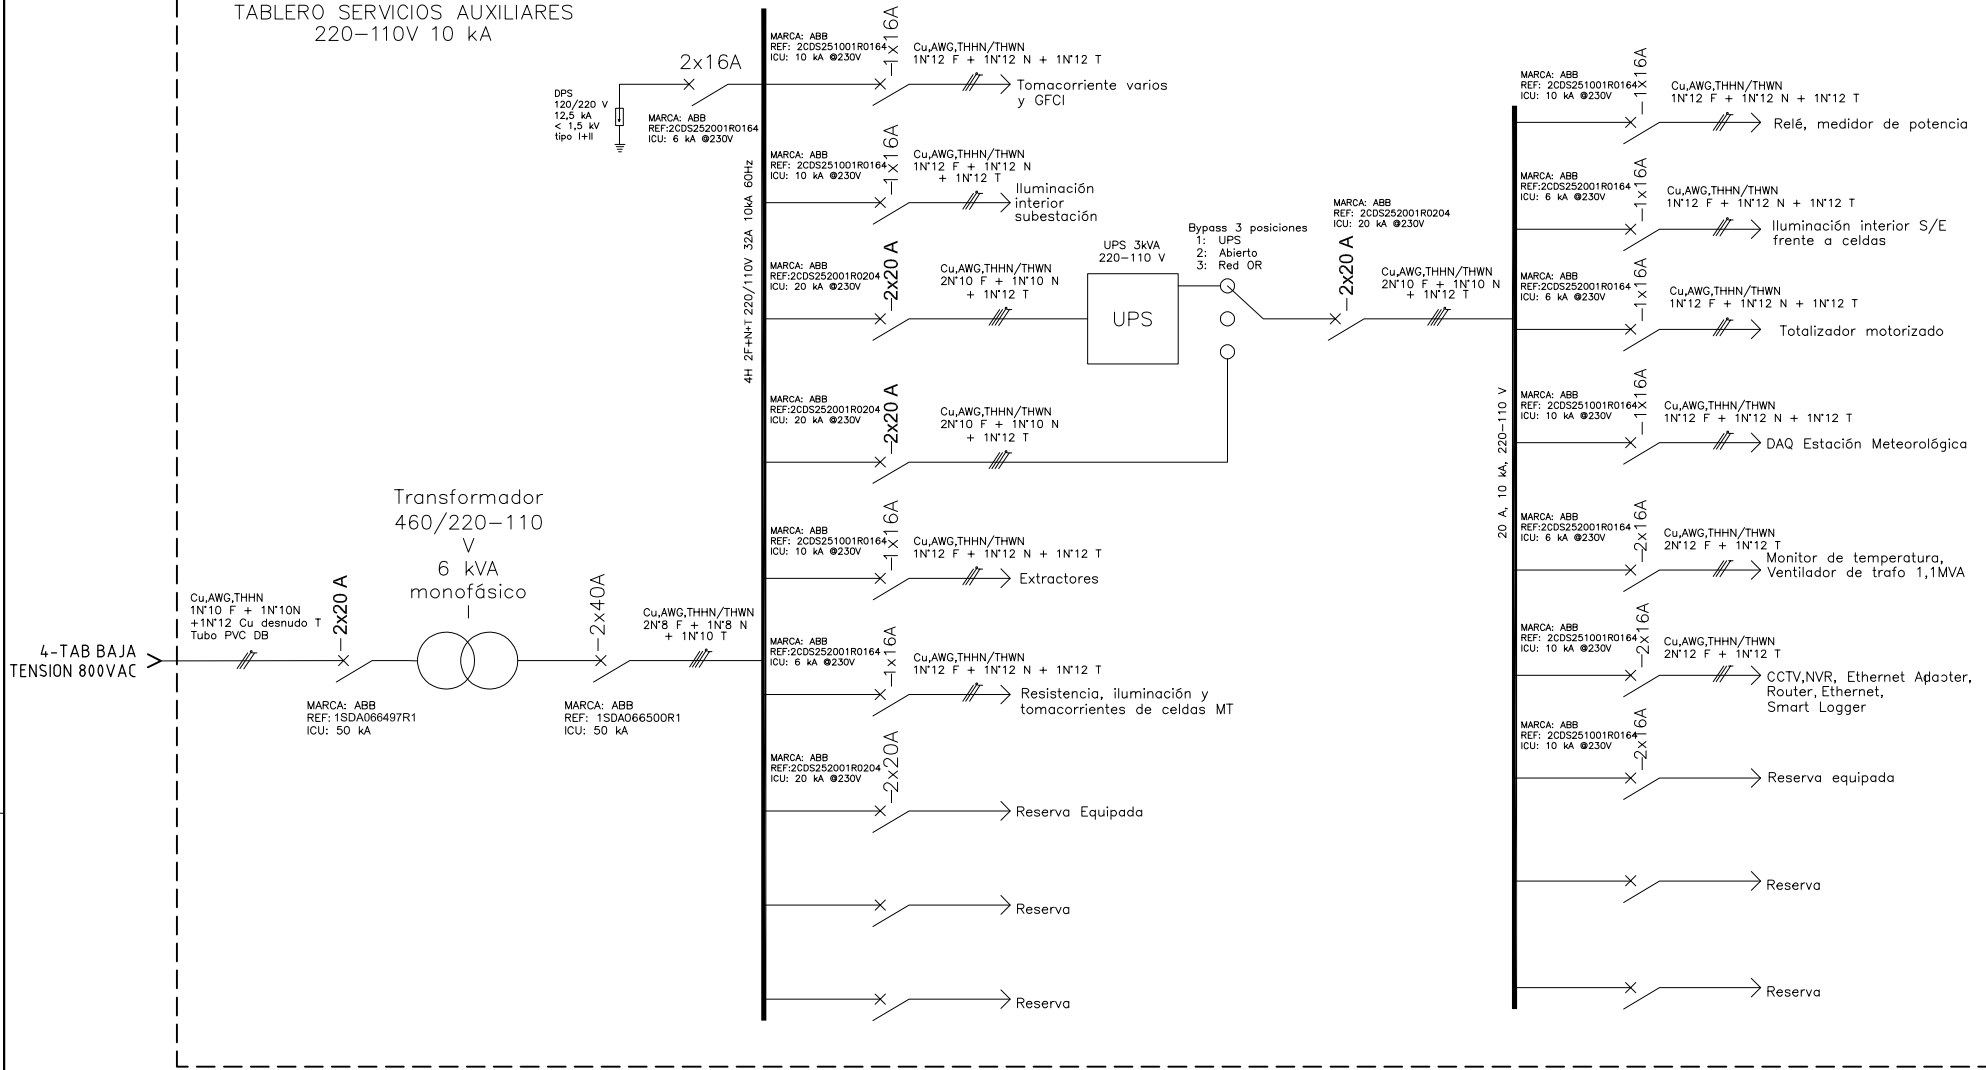 TABLERO SERVICIOS AUXILIARES
220-110V 10 kA
DPS
120/220 V
12,5 kA
< 1,5 kV
tipo I+II
2x16A
MARCA: ABB
REF:2CDS252001R0164
ICU: 6 kA @230V
4H 2F+N+T 220/110V 32A 10kA 60Hz
4-TAB BAJA
TENSION 800VAC
Cu,AWG,THHN
1N°10 F + 1N°10N
+1N°12 Cu desnudo T
Tubo PVC DB
2x20 A
MARCA: ABB
REF: 1SDA066497R1
ICU: 50 kA
Transformador
460/220-110
V
6 kVA
monofásico
2x40A
MARCA: ABB
REF: 1SDA066500R1
ICU: 50 kA
Cu,AWG,THHN/THWN
2N°8 F + 1N°8 N
+ 1N°10 T
MARCA: ABB
REF: 2CDS251001R0164
ICU: 10 kA @230V
1x16A
Cu,AWG,THHN/THWN
1N°12 F + 1N°12 N + 1N°12 T
Tomacorriente varios
y GFCI
MARCA: ABB
REF: 2CDS251001R0164
ICU: 10 kA @230V
1x16A
Cu,AWG,THHN/THWN
1N°12 F + 1N°12 N
+ 1N°12 T
Iluminación
interior
subestación
MARCA: ABB
REF:2CDS252001R0204
ICU: 20 kA @230V
2x20 A
Cu,AWG,THHN/THWN
2N°10 F + 1N°10 N
+ 1N°12 T
UPS 3kVA
220-110 V
UPS
Bypass 3 posiciones
1: UPS
2: Abierto
3: Red OR
MARCA: ABB
REF: 2CDS252001R0204
ICU: 20 kA @230V
2x20 A
Cu,AWG,THHN/THWN
2N°10 F + 1N°10 N
+ 1N°12 T
MARCA: ABB
REF:2CDS252001R0204
ICU: 20 kA @230V
2x20 A
Cu,AWG,THHN/THWN
2N°10 F + 1N°10 N
+ 1N°12 T
MARCA: ABB
REF: 2CDS251001R0164
ICU: 10 kA @230V
1x16A
Cu,AWG,THHN/THWN
1N°12 F + 1N°12 N + 1N°12 T
Extractores
MARCA: ABB
REF:2CDS252001R0164
ICU: 6 kA @230V
1x16A
Cu,AWG,THHN/THWN
1N°12 F + 1N°12 N + 1N°12 T
Resistencia, iluminación y
tomacorrientes de celdas MT
MARCA: ABB
REF:2CDS252001R0204
ICU: 20 kA @230V
2x20A
Reserva Equipada
Reserva
Reserva
20 A, 10 kA, 220-110 V
MARCA: ABB
REF: 2CDS251001R0164
ICU: 10 kA @230V
1x16A
Cu,AWG,THHN/THWN
1N°12 F + 1N°12 N + 1N°12 T
Relé, medidor de potencia
MARCA: ABB
REF:2CDS252001R0164
ICU: 6 kA @230V
1x16A
Cu,AWG,THHN/THWN
1N°12 F + 1N°12 N + 1N°12 T
Iluminación interior S/E
frente a celdas
MARCA: ABB
REF:2CDS252001R0164
ICU: 6 kA @230V
1x16A
Cu,AWG,THHN/THWN
1N°12 F + 1N°12 N + 1N°12 T
Totalizador motorizado
MARCA: ABB
REF: 2CDS251001R0164
ICU: 10 kA @230V
1x16A
Cu,AWG,THHN/THWN
1N°12 F + 1N°12 N + 1N°12 T
DAQ Estación Meteorológica
MARCA: ABB
REF:2CDS252001R0164
ICU: 6 kA @230V
2x16A
Cu,AWG,THHN/THWN
2N°12 F + 1N°12 T
Monitor de temperatura,
Ventilador de trafo 1,1MVA
MARCA: ABB
REF: 2CDS251001R0164
ICU: 10 kA @230V
2x16A
Cu,AWG,THHN/THWN
2N°12 F + 1N°12 T
CCTV,NVR, Ethernet Adapter,
Router, Ethernet,
Smart Logger
MARCA: ABB
REF: 2CDS251001R0164
ICU: 10 kA @230V
2x16A
Reserva equipada
Reserva
Reserva